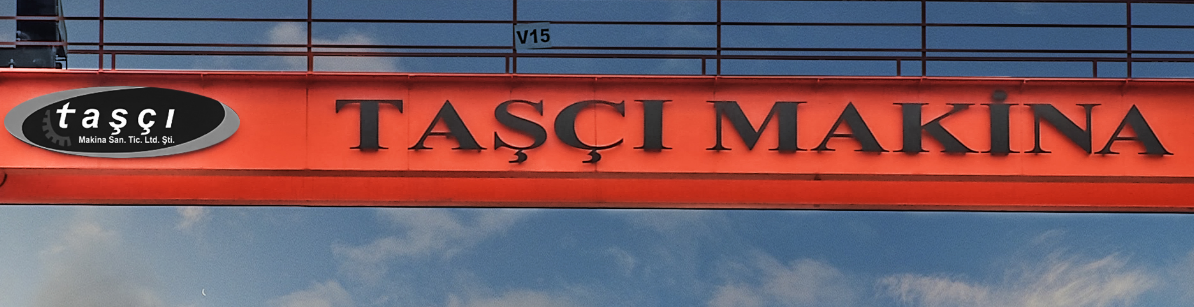 V15
taşçı
Makina San. Tic. Ltd. Şti.
TAŞÇI MAKİNA